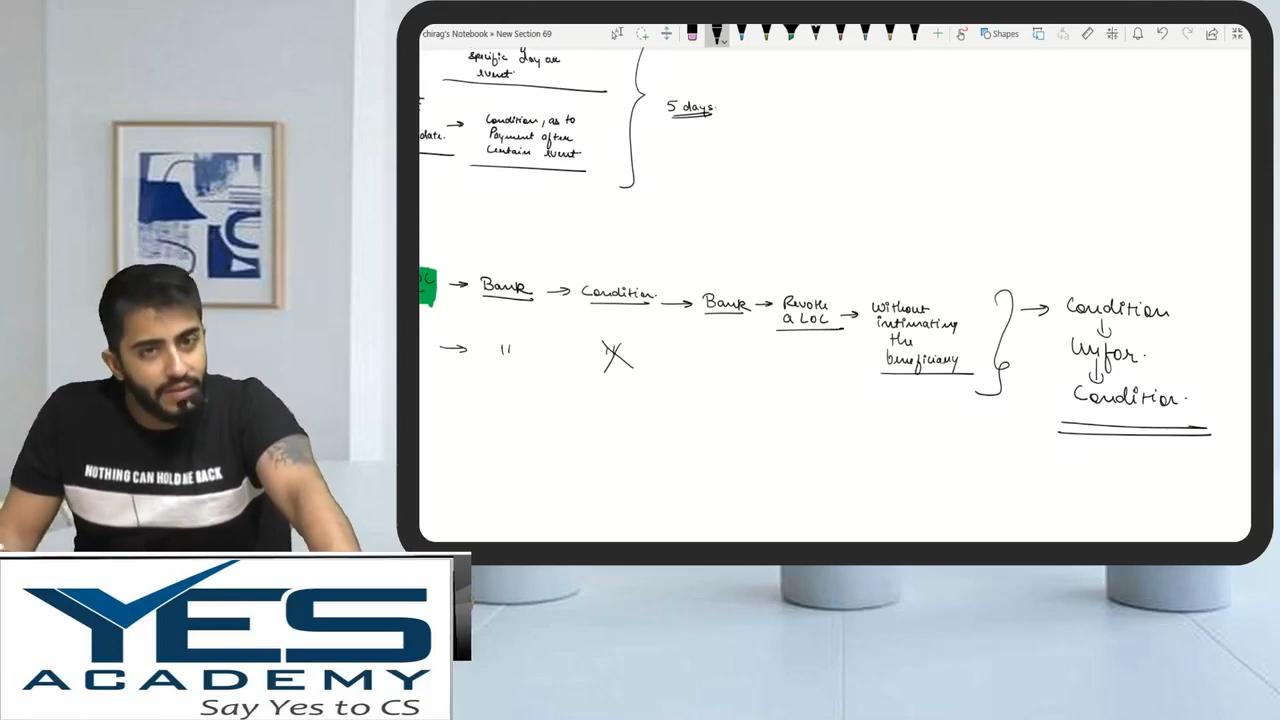 chirag's Notebook » New Section 69
Shapes
specific day or
event
date. → Condition, as to
Payment after
Certain event
5 days.
→ Bank → Condition. → Bank → Revoke
a LOC → Without
intimating
the
beneficiary → Condition
Condition.
→ "
NOTHING CAN HOLD ME BACK
YES
ACADEMY
Say Yes to CS